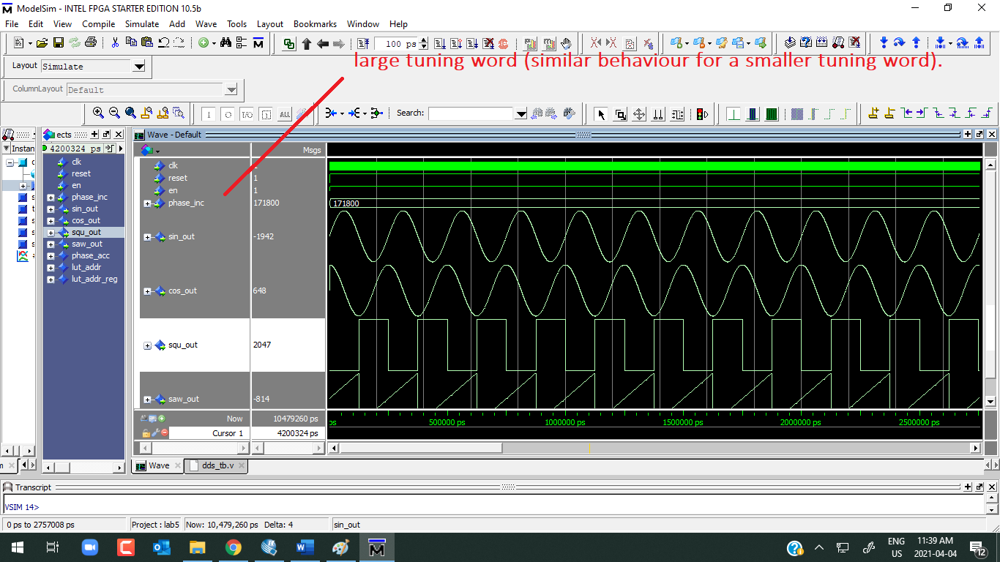 ModelSim - INTEL FPGA STARTER EDITION 10.5b
File Edit View Compile Simulate Add Wave Tools Layout Bookmarks Window Help
100 ps
large tuning word (similar behaviour for a smaller tuning word).
Layout Simulate
ColumnLayout Default
Search:
Instan
ects
4200324 ps
clk
reset
en
phase_inc
sin_out
cos_out
squ_out
saw_out
phase_acc
lut_addr
lut_addr_reg
Wave - Default
Msgs
clk
reset 1
en 1
phase_inc 171800 171800
sin_out -1942
cos_out 648
squ_out 2047
saw_out -814
Now 10479260 ps
ps 500000 ps 1000000 ps 1500000 ps 2000000 ps 2500000 ps
Cursor 1 4200324 ps
Wave dds_tb.v
Transcript
VSIM 14>
0 ps to 2757008 ps Project : lab5 Now: 10,479,260 ps Delta: 4 sin_out
ENG
US
11:39 AM
2021-04-04
12